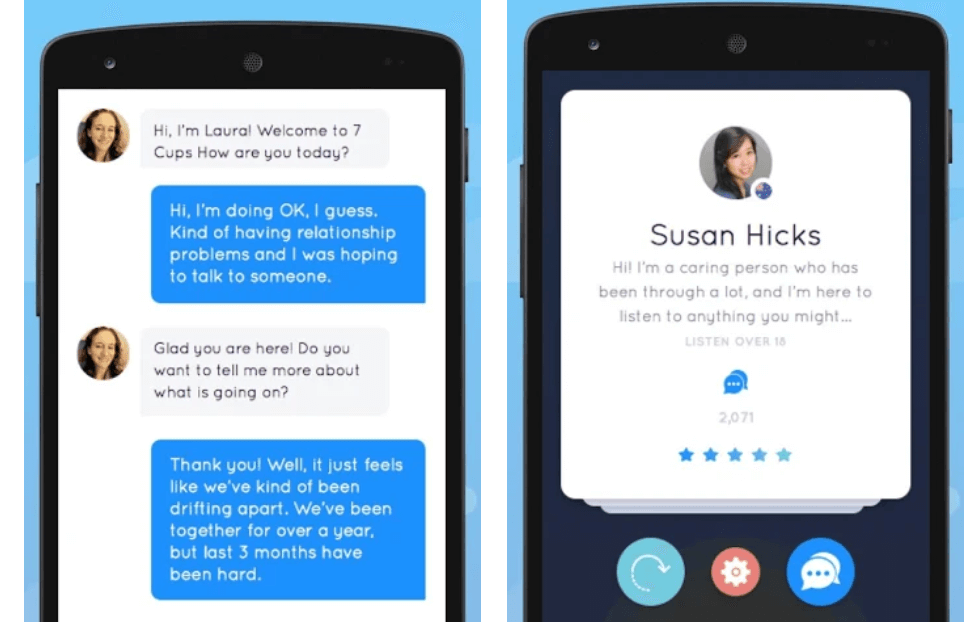 Hi, I'm Laura! Welcome to 7
Cups How are you today?
Hi, I'm doing OK, I guess.
Kind of having relationship
problems and I was hoping
to talk to someone.
Glad you are here! Do you
want to tell me more about
what is going on?
Thank you! Well, it just feels
like we've kind of been
drifting apart. We've been
together for over a year,
but last 3 months have
been hard.
Susan Hicks
Hi! I'm a caring person who has
been through a lot, and I'm here to
listen to anything you might...
LISTEN OVER 18
2,071